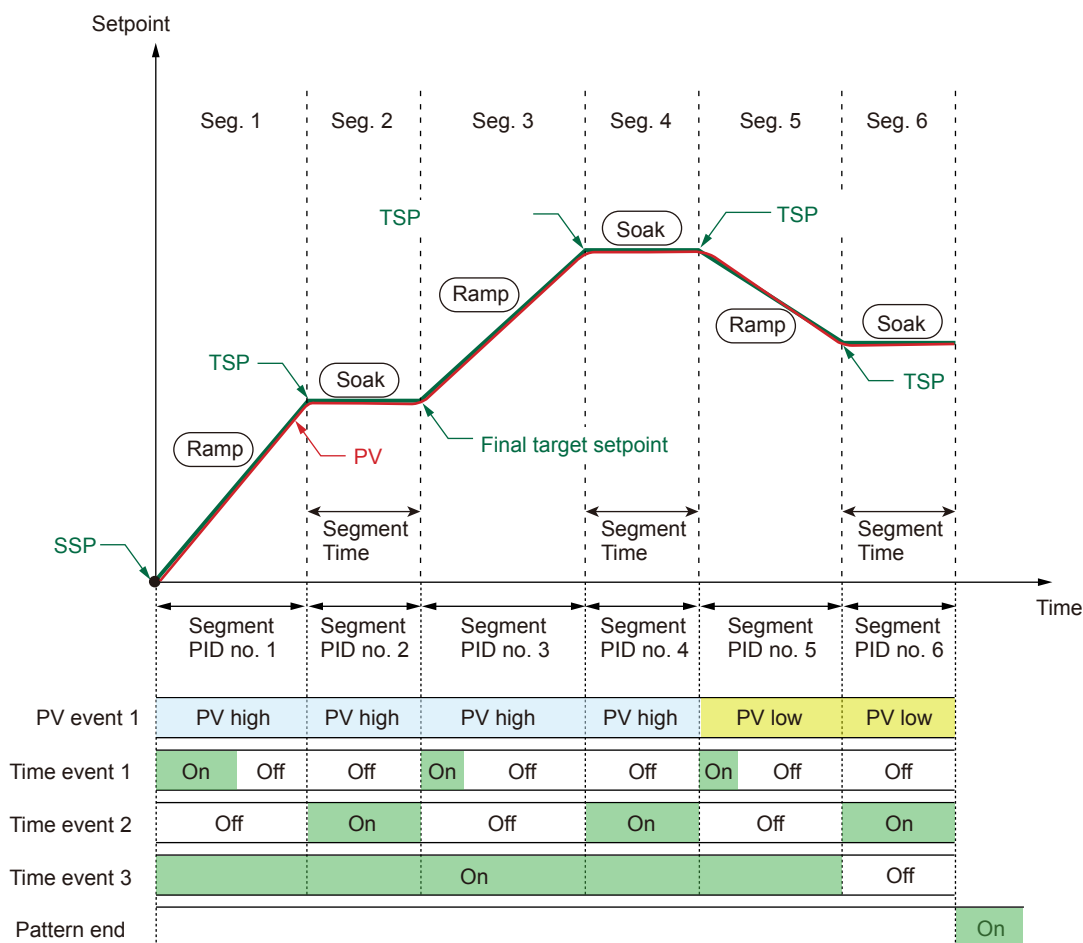 Setpoint
Seg. 1 Seg. 2 Seg. 3 Seg. 4 Seg. 5 Seg. 6
TSP
Soak
TSP
Ramp
Ramp
Soak
TSP
Soak
TSP
Final target setpoint
Ramp
PV
Segment
Time
Segment
Time
Segment
Time
SSP
Time
Segment
PID no. 1
Segment
PID no. 2
Segment
PID no. 3
Segment
PID no. 4
Segment
PID no. 5
Segment
PID no. 6
PV event 1 PV high PV high PV high PV high PV low PV low
Time event 1 On Off Off On Off Off On Off Off
Time event 2 Off On Off On Off On
Time event 3 On Off
Pattern end On